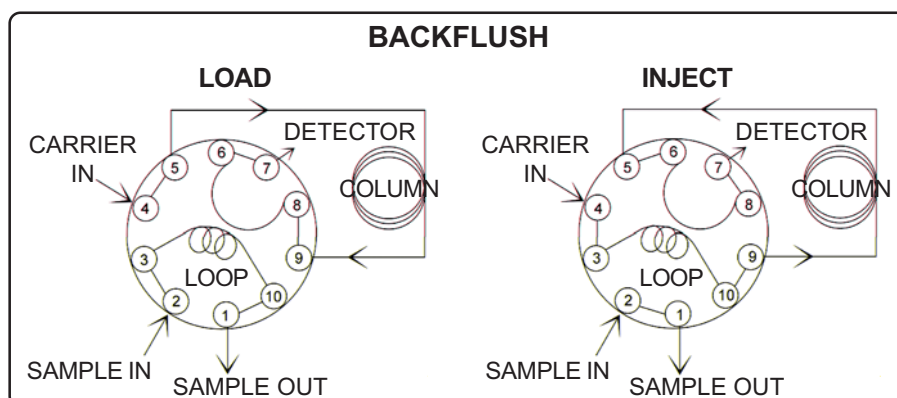 BACKFLUSH
LOAD
CARRIER
IN
DETECTOR
COLUMN
LOOP
SAMPLE IN
SAMPLE OUT
5
6
7
4
8
3
9
2
1
10
INJECT
CARRIER
IN
DETECTOR
COLUMN
LOOP
SAMPLE IN
SAMPLE OUT
5
6
7
4
8
3
9
2
1
10